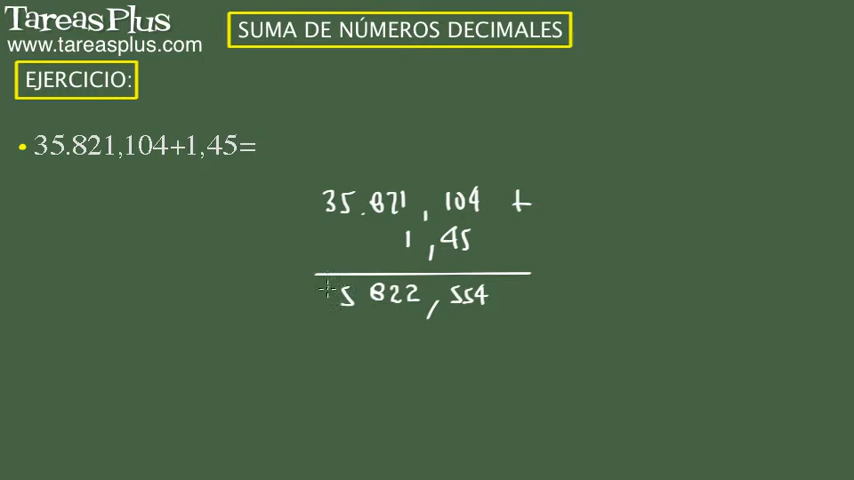 TareasPlus
www.tareasplus.com
SUMA DE NÚMEROS DECIMALES
EJERCICIO:
• 35.821,104+1,45=
35.821,104 +
1,45
5 822,554